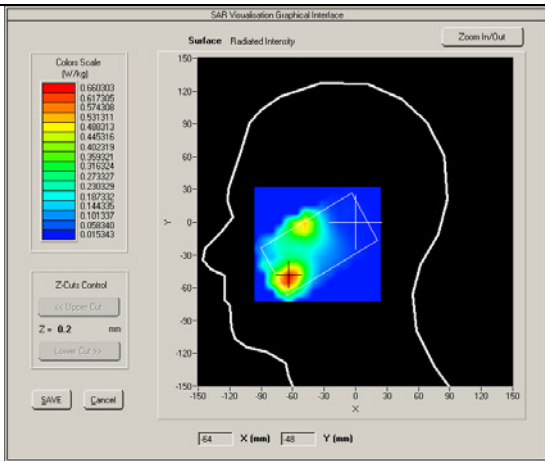 SAR Visualisation Graphical Interface
Surface Radiated Intensity
Zoom In/Out
Colors Scale
(W/kg)
0.660303
0.617305
0.574308
0.531311
0.488313
0.445316
0.402319
0.359321
0.316324
0.273327
0.230329
0.187332
0.144335
0.101337
0.058340
0.015343
Z-Cuts Control
<< Upper Cut
Z = 0.2 mm
Lower Cut >>
SAVE
Cancel
150
120
90
60
30
0
-30
-60
-90
-120
-150
Y
-150 -120 -90 -60 -30 0 30 60 90 120 150
X
-64 X (mm) -48 Y (mm)